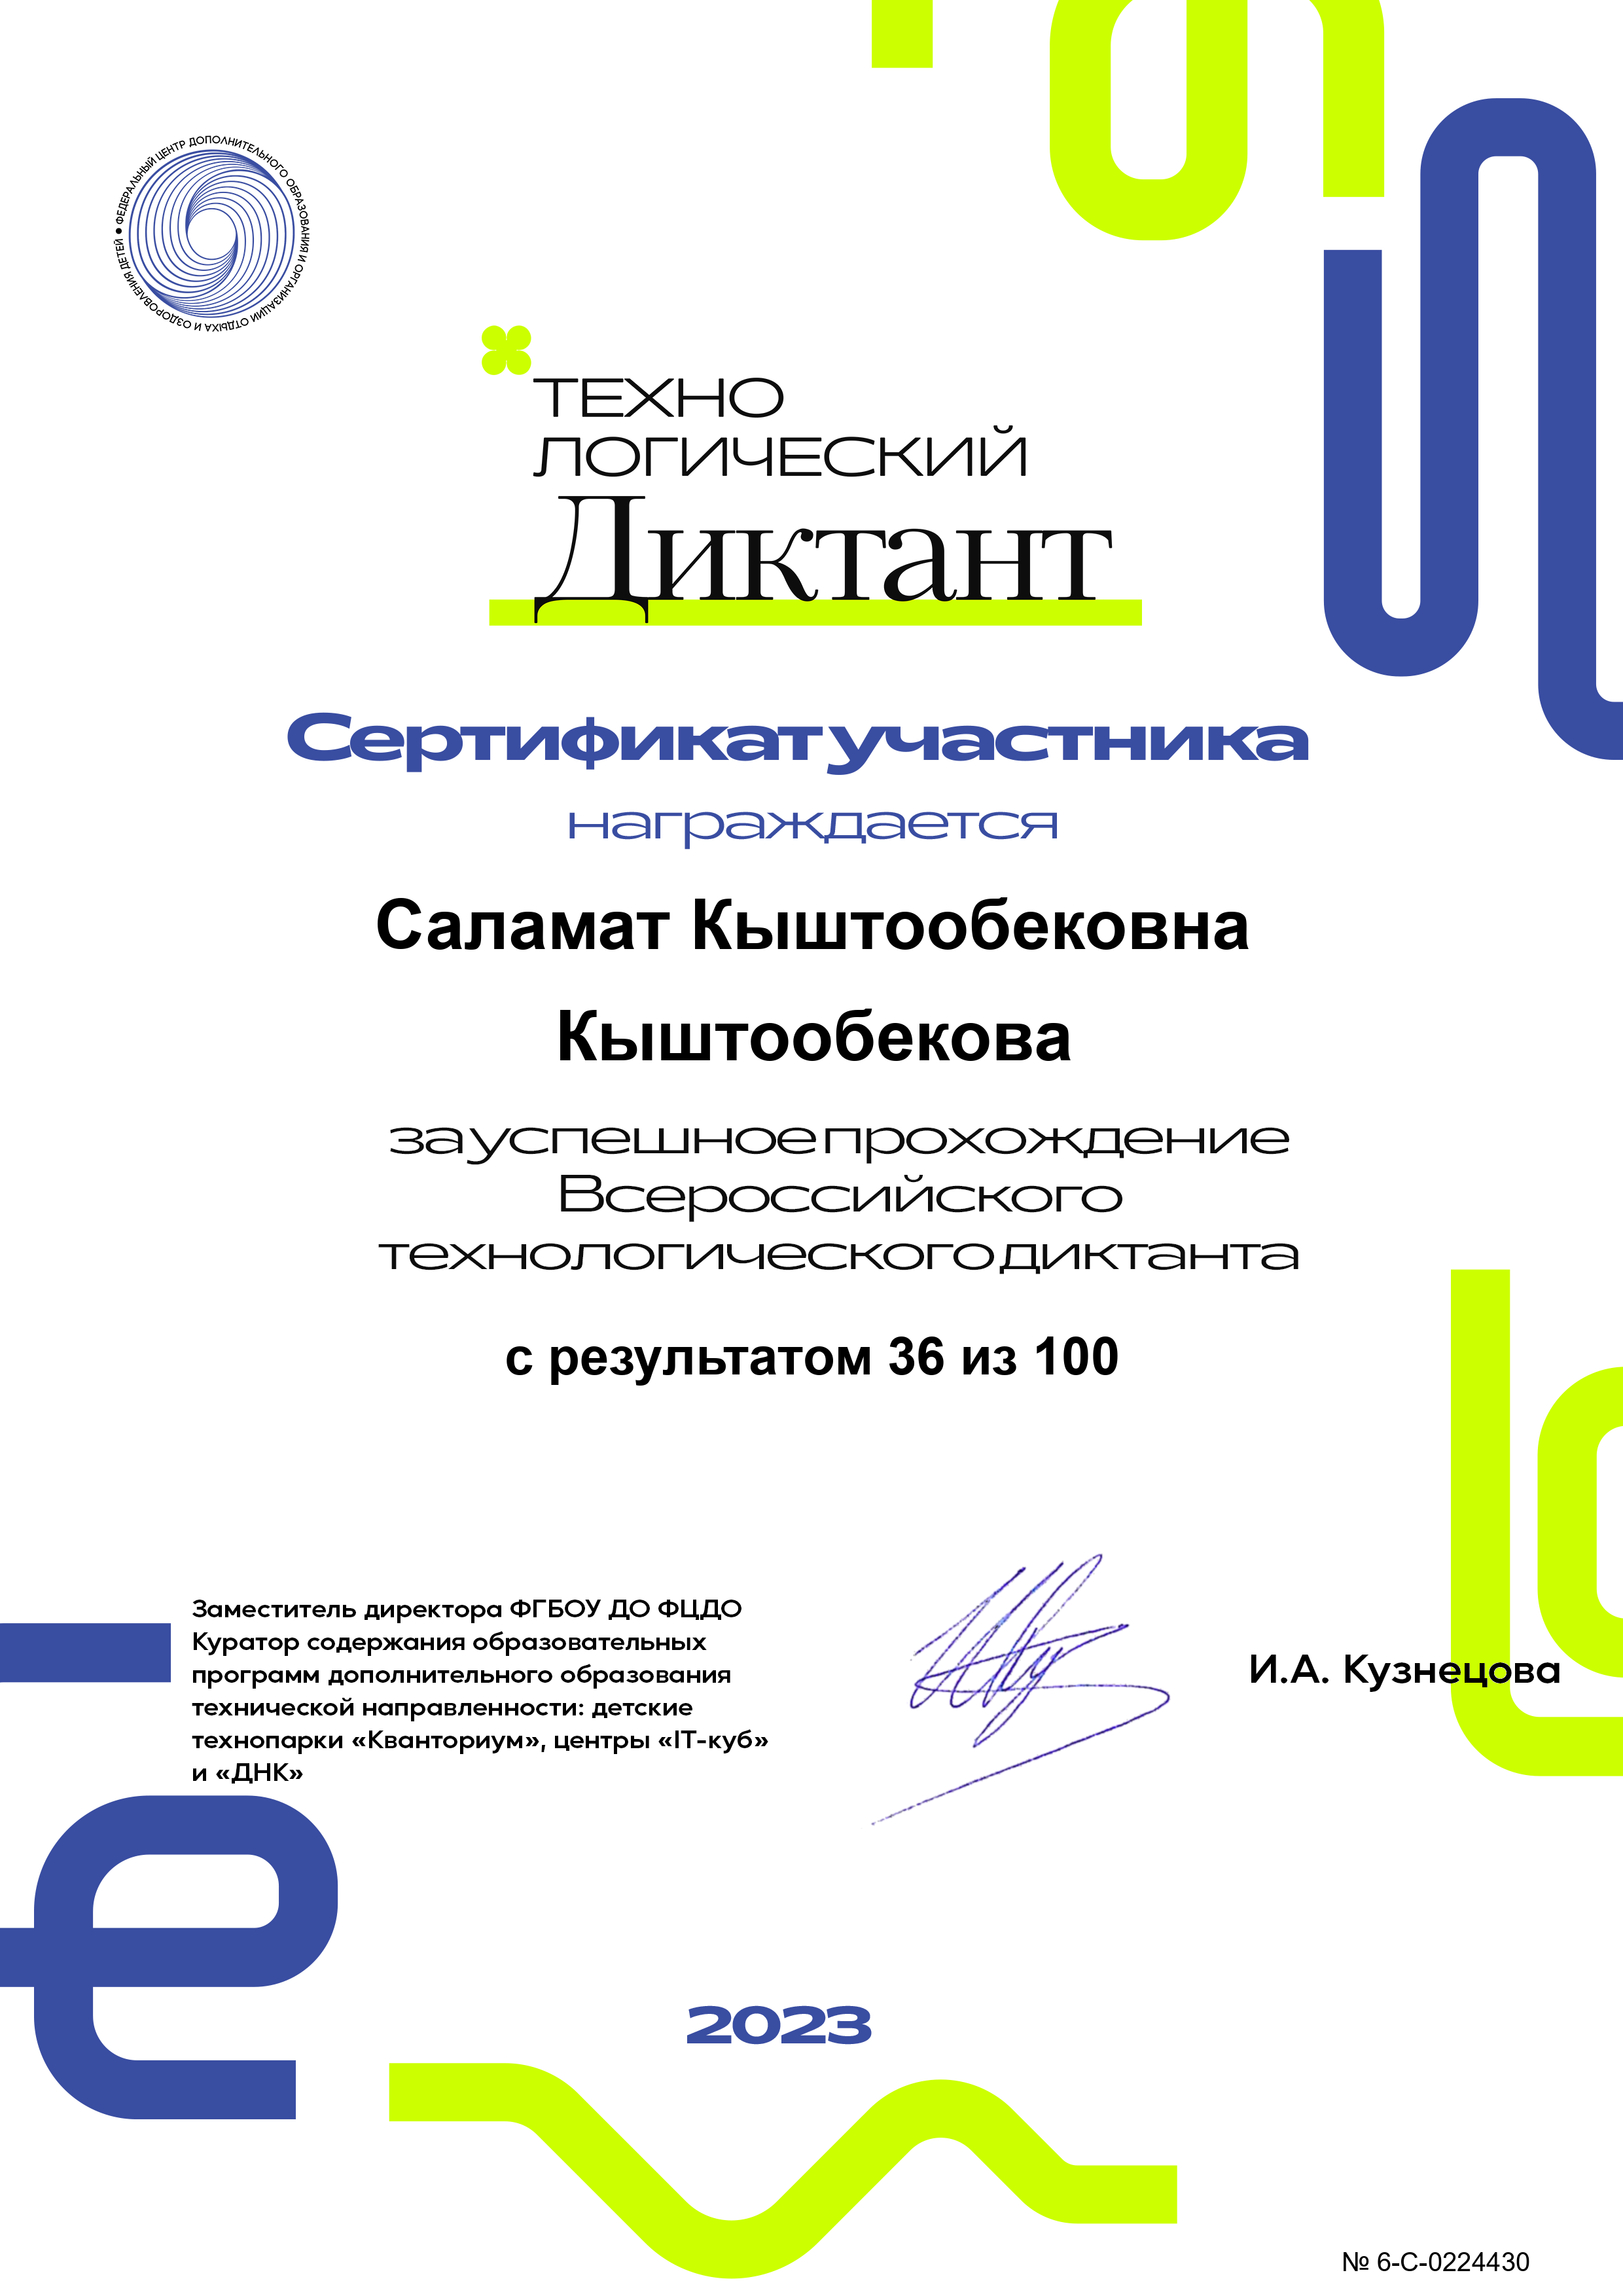 ● ФЕДЕРАЛЬНЫЙ ЦЕНТР ДОПОЛНИТЕЛЬНОГО ОБРАЗОВАНИЯ И ОРГАНИЗАЦИИ ОТДЫХА И ОЗДОРОВЛЕНИЯ ДЕТЕЙ
ТЕХНО
ЛОГИЧЕСКИЙ
Диктант
Сертификат участника
награждается
Саламат Кыштообековна
Кыштообекова
за успешное прохождение
Всероссийского
технологического диктанта
с результатом 36 из 100
Заместитель директора ФГБОУ ДО ФЦДО
Куратор содержания образовательных
программ дополнительного образования
технической направленности: детские
технопарки «Кванториум», центры «IT-куб»
и «ДНК»
И.А. Кузнецова
2023
№ 6-С-0224430